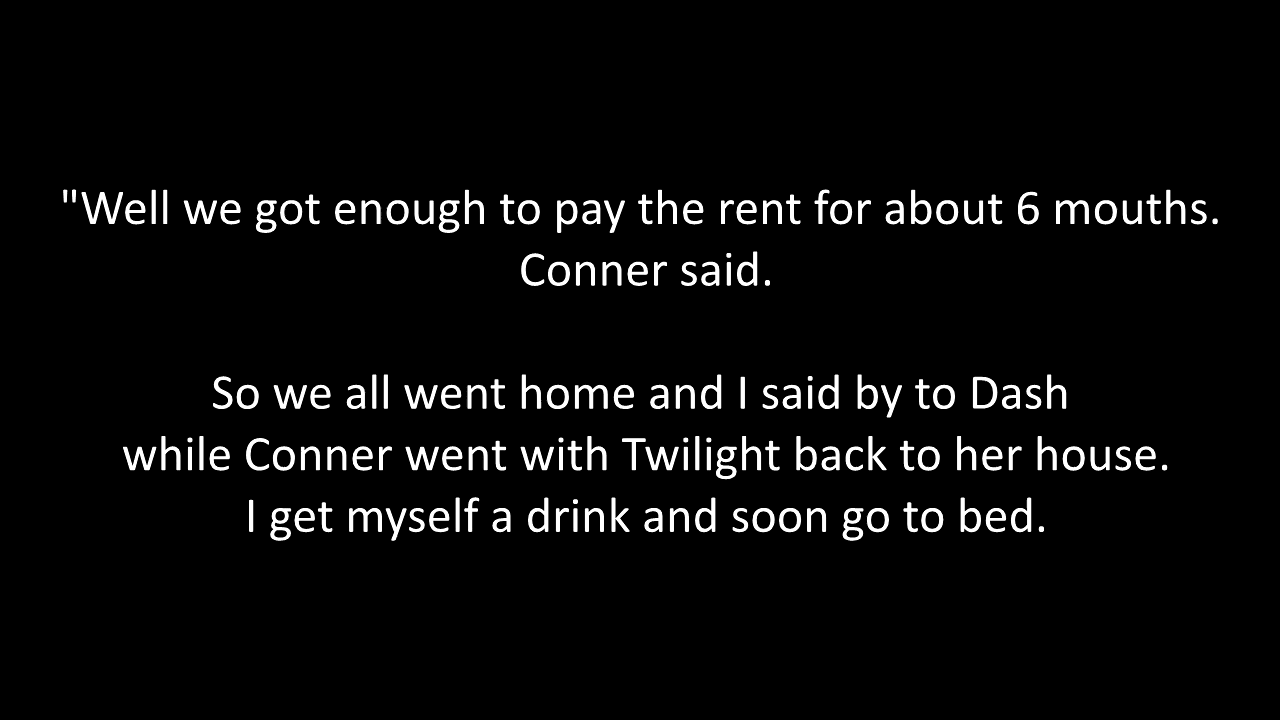 "Well we got enough to pay the rent for about 6 mouths.
Conner said.
So we all went home and I said by to Dash
while Conner went with Twilight back to her house.
I get myself a drink and soon go to bed.